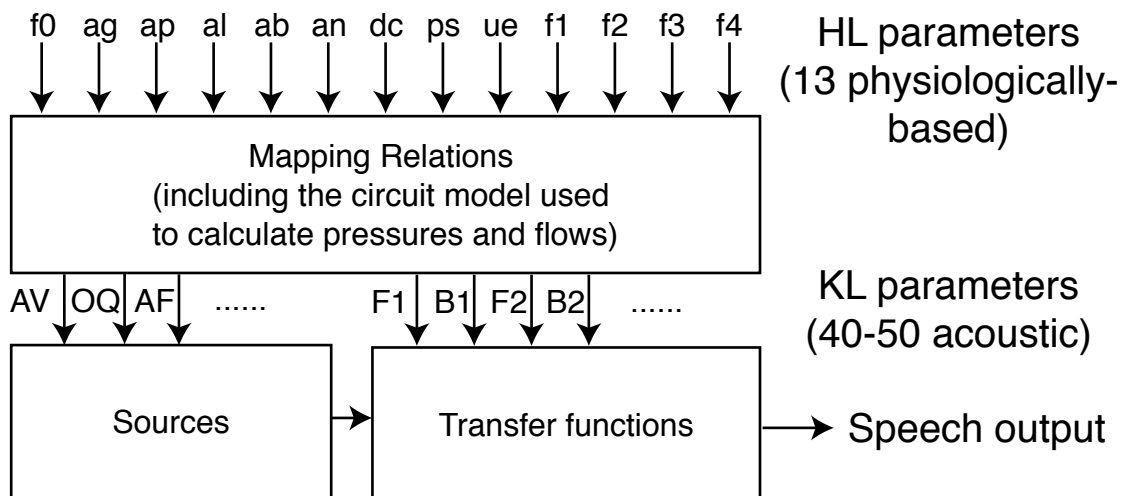 f0 ag ap al ab an dc ps ue f1 f2 f3 f4
HL parameters
(13 physiologically-
based)
Mapping Relations
(including the circuit model used
to calculate pressures and flows)
AV OQ AF ...... F1 B1 F2 B2 ......
KL parameters
(40-50 acoustic)
Sources
Transfer functions
Speech output